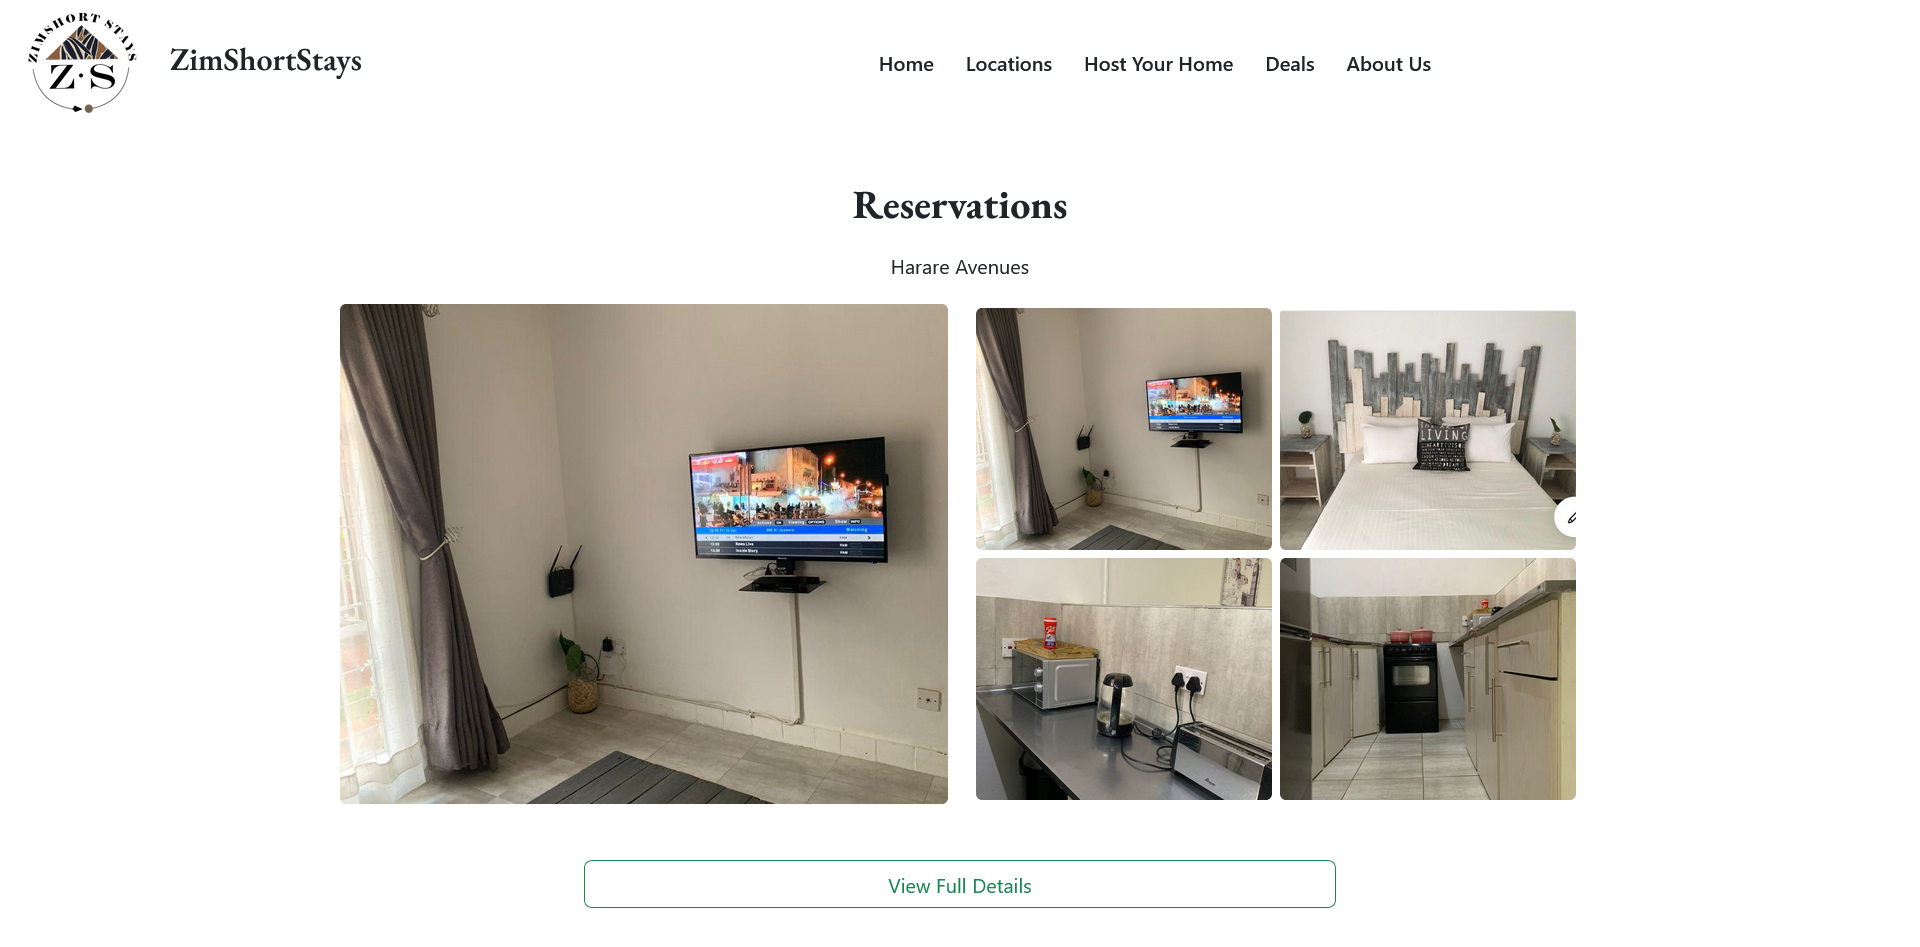 ZIMSHORT STAYS
Z·S
ZimShortStays
Home Locations Host Your Home Deals About Us
Reservations
Harare Avenues
LIVING
View Full Details